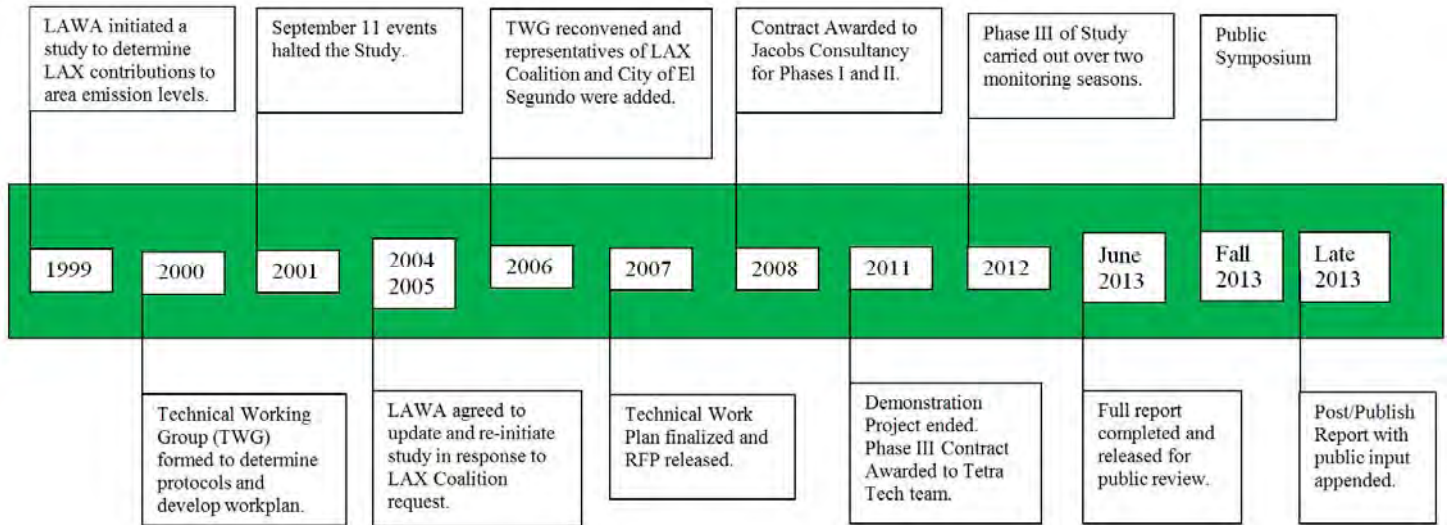 LAWA initiated a
study to determine
LAX contributions to
area emission levels.
September 11 events
halted the Study.
TWG reconvened and
representatives of LAX
Coalition and City of El
Segundo were added.
Contract Awarded to
Jacobs Consultancy
for Phases I and II.
Phase III of Study
carried out over two
monitoring seasons.
Public
Symposium
1999
2000
2001
2004
2005
2006
2007
2008
2011
2012
June
2013
Fall
2013
Late
2013
Technical Working
Group (TWG)
formed to determine
protocols and
develop workplan.
LAWA agreed to
update and re-initiate
study in response to
LAX Coalition
request.
Technical Work
Plan finalized and
RFP released.
Demonstration
Project ended.
Phase III Contract
Awarded to Tetra
Tech team.
Full report
completed and
released for
public review.
Post/Publish
Report with
public input
appended.